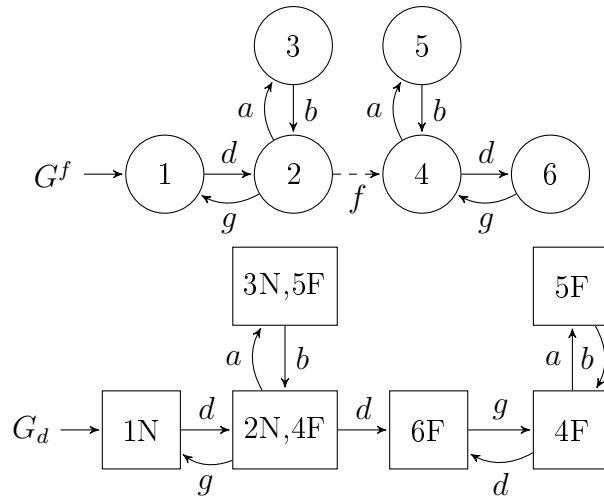 3 5
a b a b
G^f 1 d 2 f 4 d 6
g g
3N,5F 5F
a b a b
G_d 1N d 2N,4F d 6F g 4F
g d